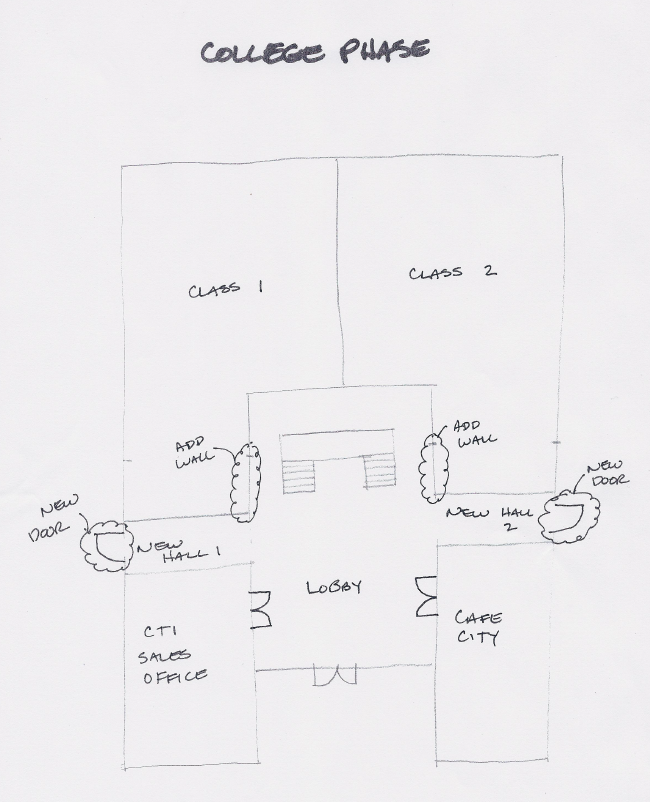 COLLEGE PHASE
CLASS 1
CLASS 2
ADD
WALL
ADD
WALL
NEW
DOOR
NEW
DOOR
NEW
HALL 1
NEW HALL
2
LOBBY
CTI
SALES
OFFICE
CAFE
CITY